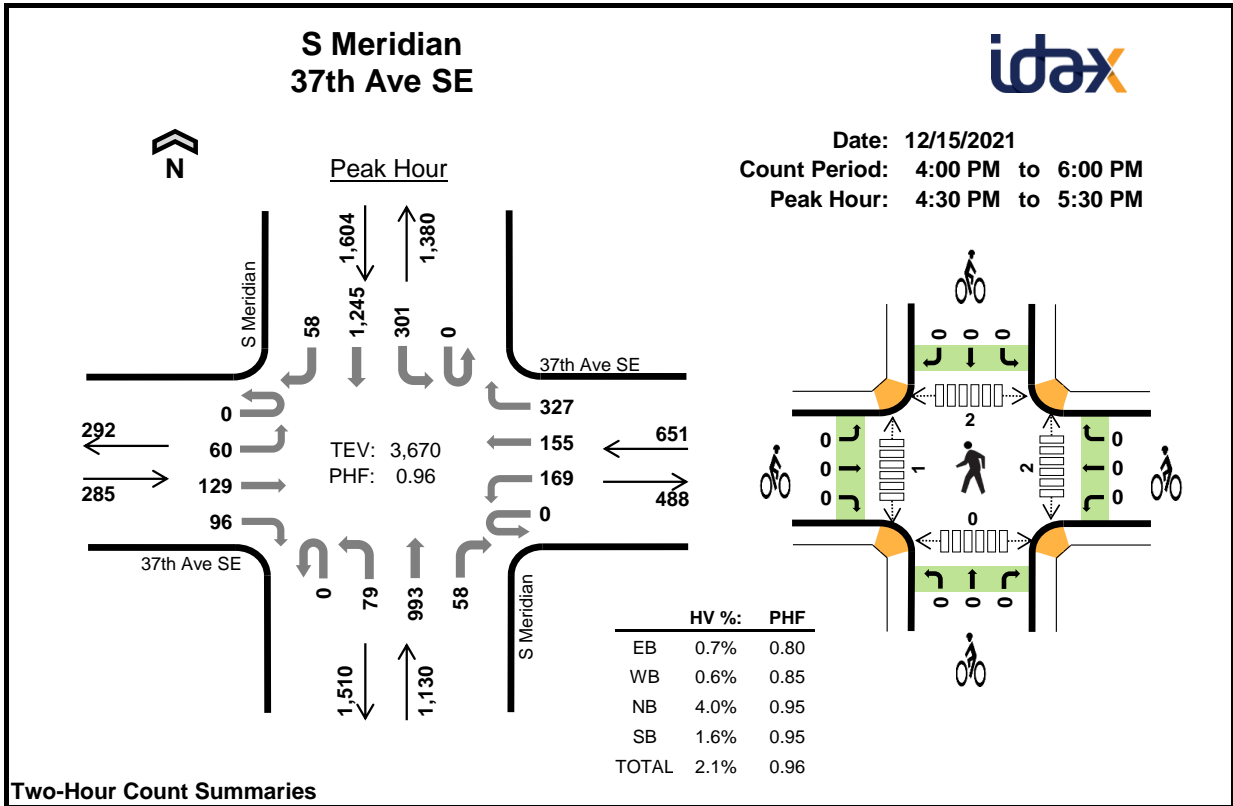 S Meridian
37th Ave SE
idax
N
Peak Hour
Date: 12/15/2021
Count Period: 4:00 PM to 6:00 PM
Peak Hour: 4:30 PM to 5:30 PM
1,604
1,380
S Meridian
58
1,245
301
0
37th Ave SE
0
60
129
96
292
285
TEV: 3,670
PHF: 0.96
327
155
169
0
651
488
37th Ave SE
0
79
993
58
S Meridian
1,510
1,130
0 0 0
2
0
0
0
1
2
0
0
0
0
0 0 0
HV %: PHF
EB 0.7% 0.80
WB 0.6% 0.85
NB 4.0% 0.95
SB 1.6% 0.95
TOTAL 2.1% 0.96
Two-Hour Count Summaries